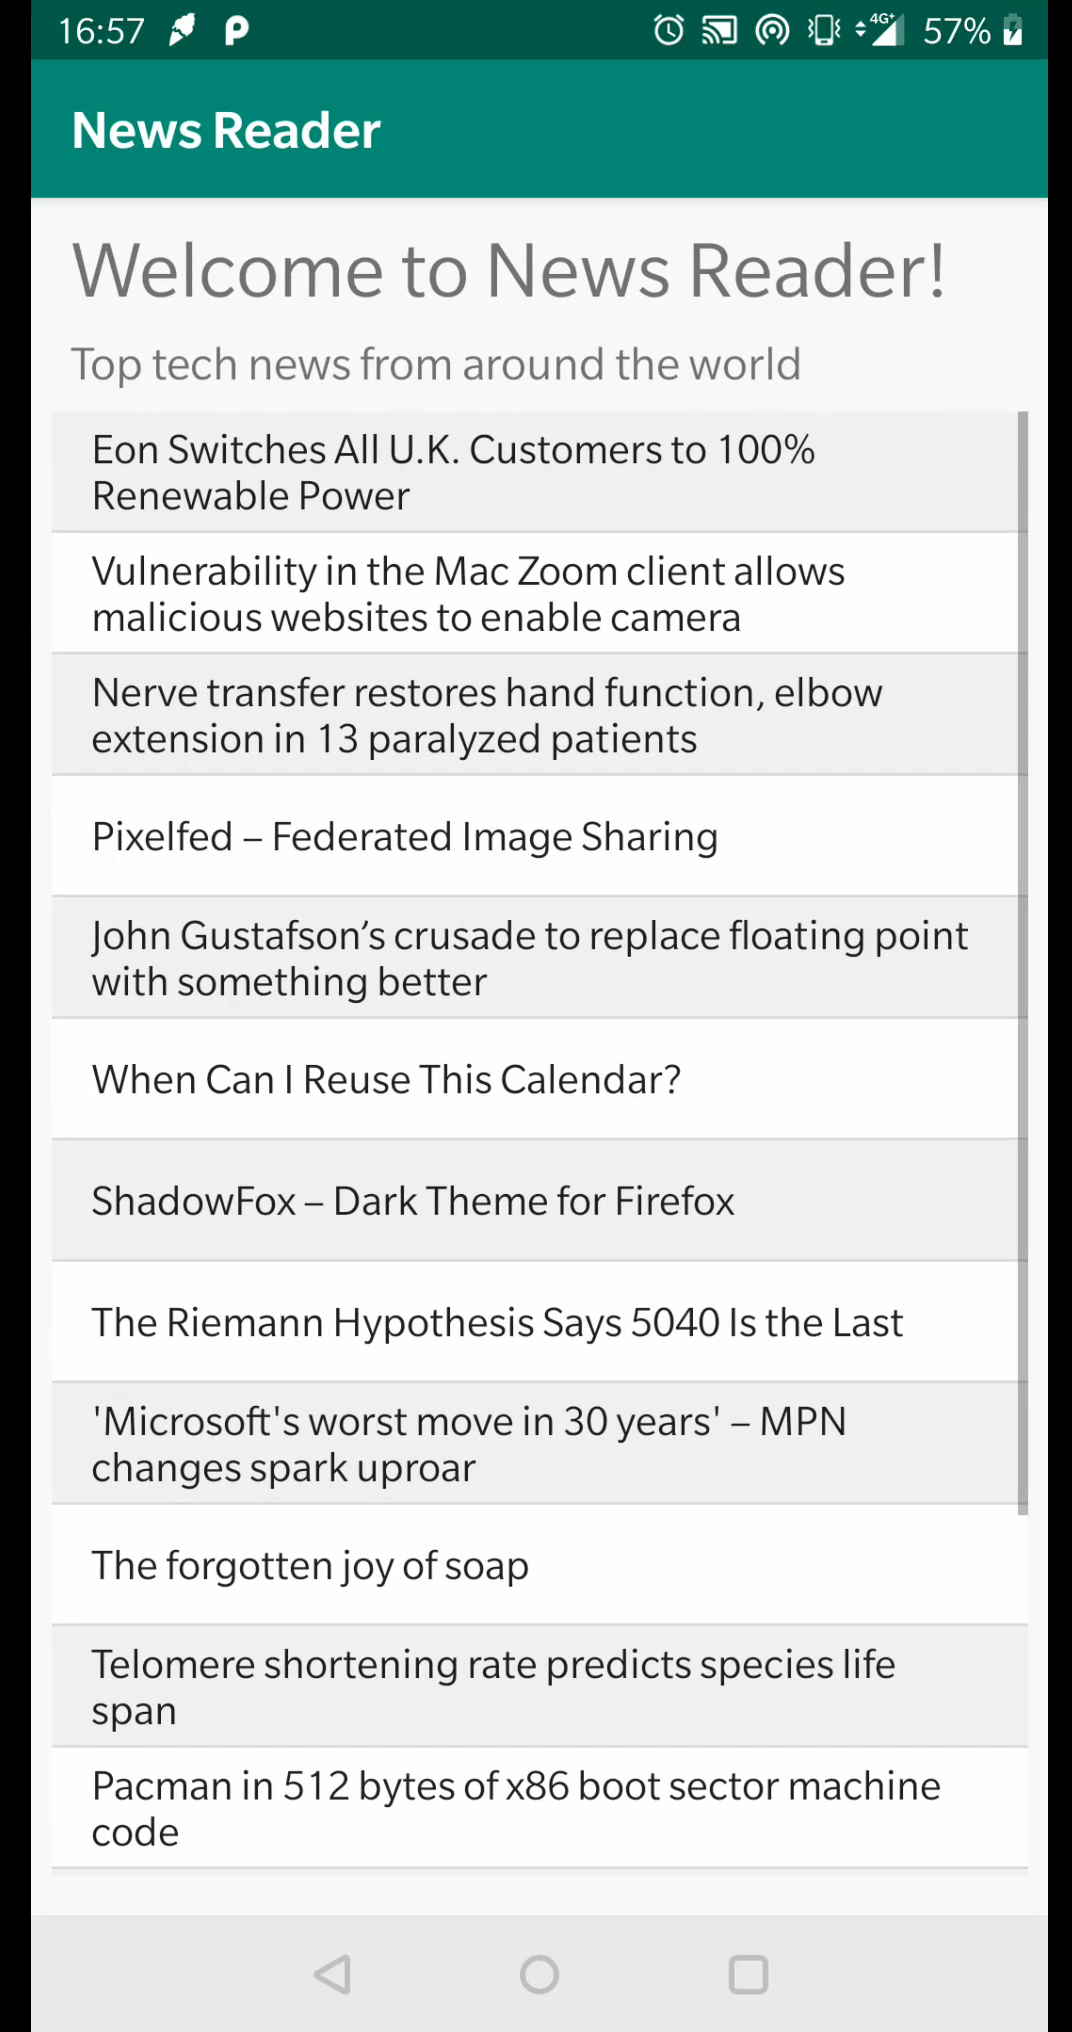 16:57
4G+ 57%
News Reader
Welcome to News Reader!
Top tech news from around the world
Eon Switches All U.K. Customers to 100%
Renewable Power
Vulnerability in the Mac Zoom client allows
malicious websites to enable camera
Nerve transfer restores hand function, elbow
extension in 13 paralyzed patients
Pixelfed – Federated Image Sharing
John Gustafson’s crusade to replace floating point
with something better
When Can I Reuse This Calendar?
ShadowFox – Dark Theme for Firefox
The Riemann Hypothesis Says 5040 Is the Last
'Microsoft's worst move in 30 years' – MPN
changes spark uproar
The forgotten joy of soap
Telomere shortening rate predicts species life
span
Pacman in 512 bytes of x86 boot sector machine
code